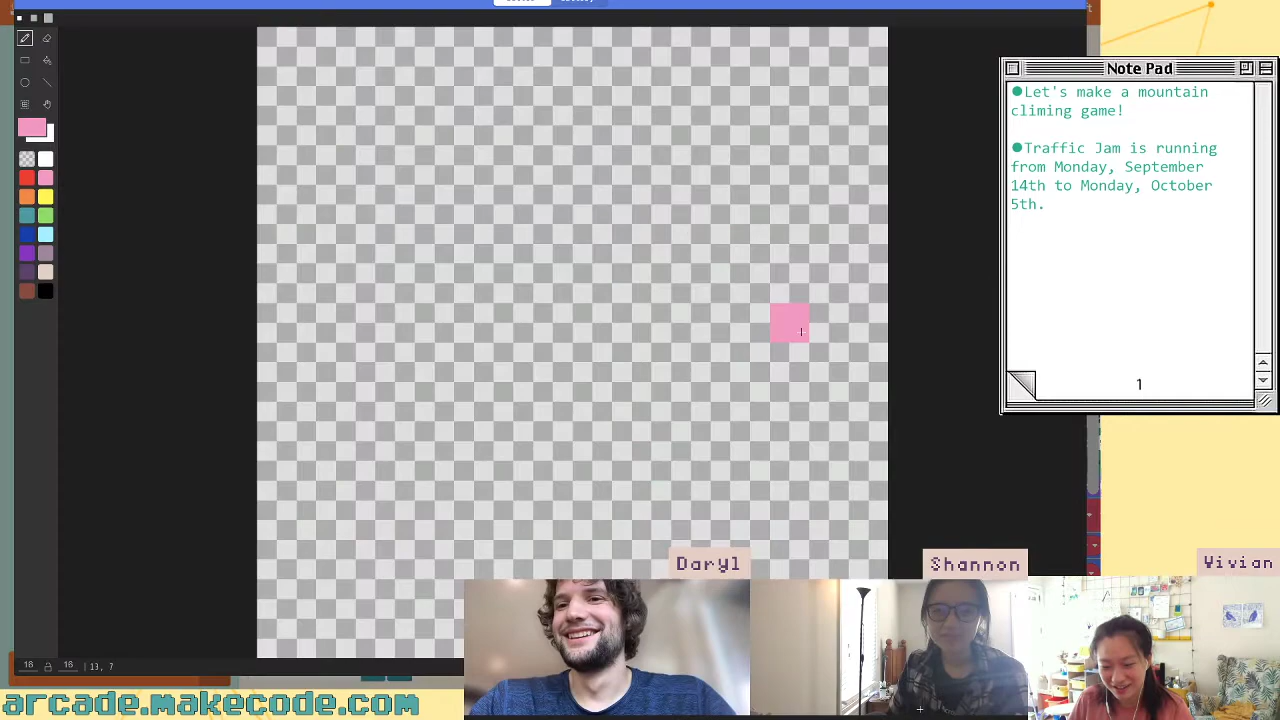 Note Pad
●Let's make a mountain
climing game!
●Traffic Jam is running
from Monday, September
14th to Monday, October
5th.
1
Daryl
Shannon
Vivian
16 16 13, 7
arcade.makecode.com